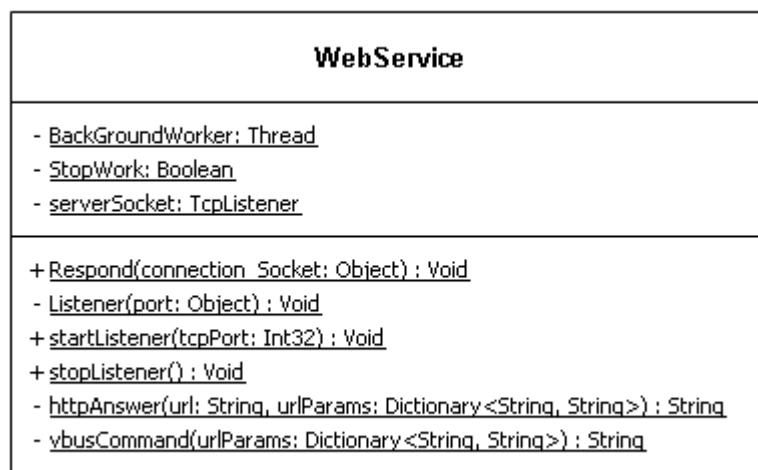 WebService
- BackGroundWorker: Thread
- StopWork: Boolean
- serverSocket: TcpListener
+ Respond(connection_Socket: Object) : Void
- Listener(port: Object) : Void
+ startListener(tcpPort: Int32) : Void
+ stopListener() : Void
- httpAnswer(url: String, urlParams: Dictionary<String, String>) : String
- vbusCommand(urlParams: Dictionary<String, String>) : String